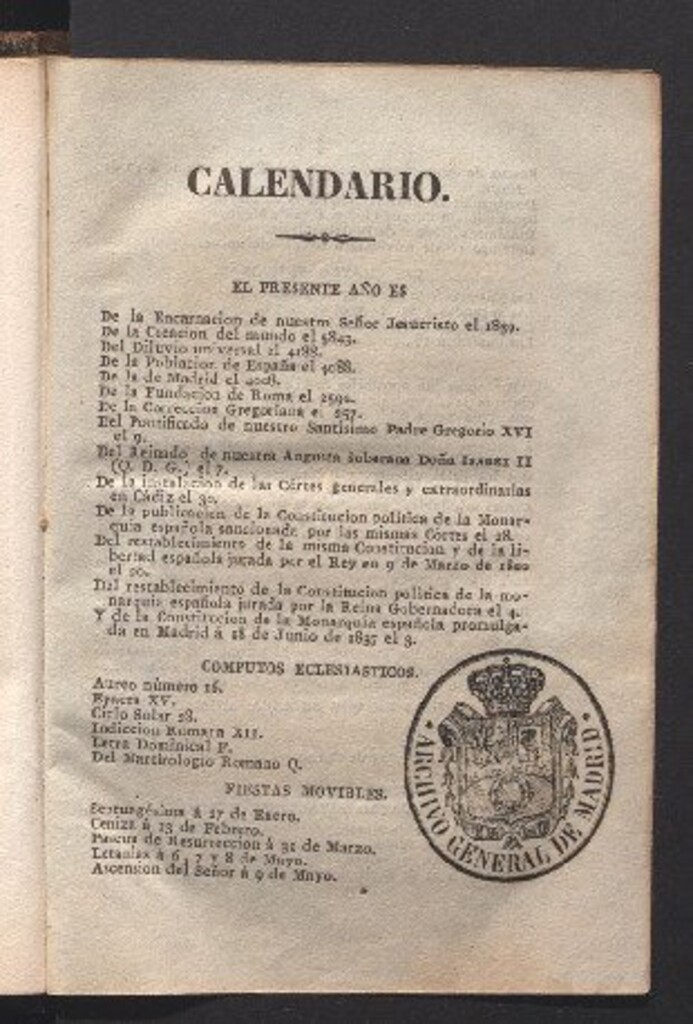 CALENDARIO.
EL PRESENTE AÑO ES
De la Encarnacion de nuestro Señor Jesucristo el 1839.
De la Creacion del mundo el 5843.
Del Diluvio universal el 4188.
De la Poblacion de España el 4088.
De la de Madrid el
De la Fundacion de Roma el 2592.
De la Correccion Gregoriana el 257.
Del Pontificado de nuestro Santisimo Padre Gregorio XVI
el 9.
Del Reinado de nuestra Augusta Soberana Doña ISABEL II
(Q. D. G.) el 7.
De la instalacion de las Córtes generales y extraordinarias
en Cádiz el 30.
De la publicacion de la Constitucion politica de la Monar-
quia española sancionada por las mismas Córtes el 28.
Del restablecimiento de la misma Constitucion y de la li-
bertad española jurada por el Rey en 9 de Marzo de 1820
el 20.
Del restablecimiento de la Constitucion politica de la mo-
narquia española jurada por la Reina Gobernadora el 4.
Y de la Constitucion de la Monarquia española promulga-
da en Madrid á 18 de Junio de 1837 el 3.
COMPUTOS ECLESIASTICOS.
Aureo número 16.
Epacta XV.
Ciclo Solar 28.
Indiccion Romana XII.
Letra Dominical F.
Del Martirologio Romano Q.
FIESTAS MOVIBLES.
Septuagésima á 27 de Enero.
Ceniza á 13 de Febrero.
Pascua de Resurreccion á 31 de Marzo.
Letanias á 6, 7 y 8 de Mayo.
Ascension del Señor á 9 de Mayo.
ARCHIVO GENERAL DE MADRID